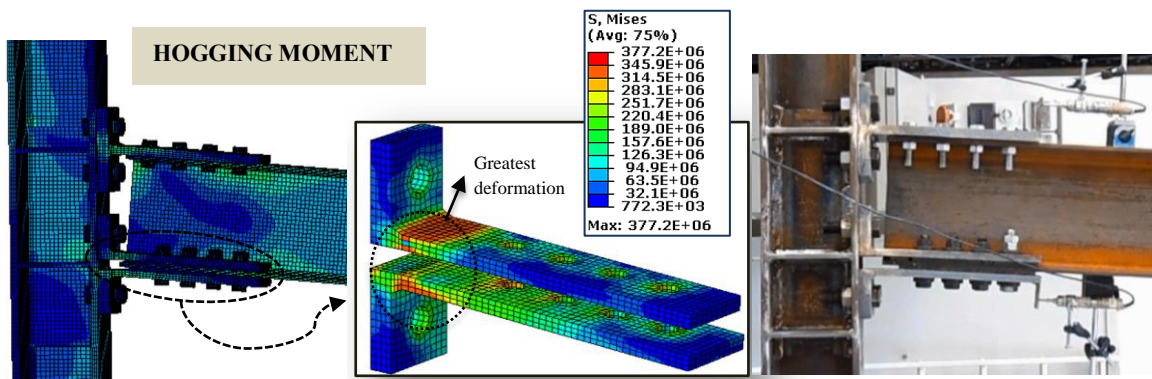 HOGGING MOMENT
S, Mises
(Avg: 75%)
377.2E+06
345.9E+06
314.5E+06
283.1E+06
251.7E+06
220.4E+06
189.0E+06
157.6E+06
126.3E+06
94.9E+06
63.5E+06
32.1E+06
772.3E+03
Max: 377.2E+06
Greatest
deformation